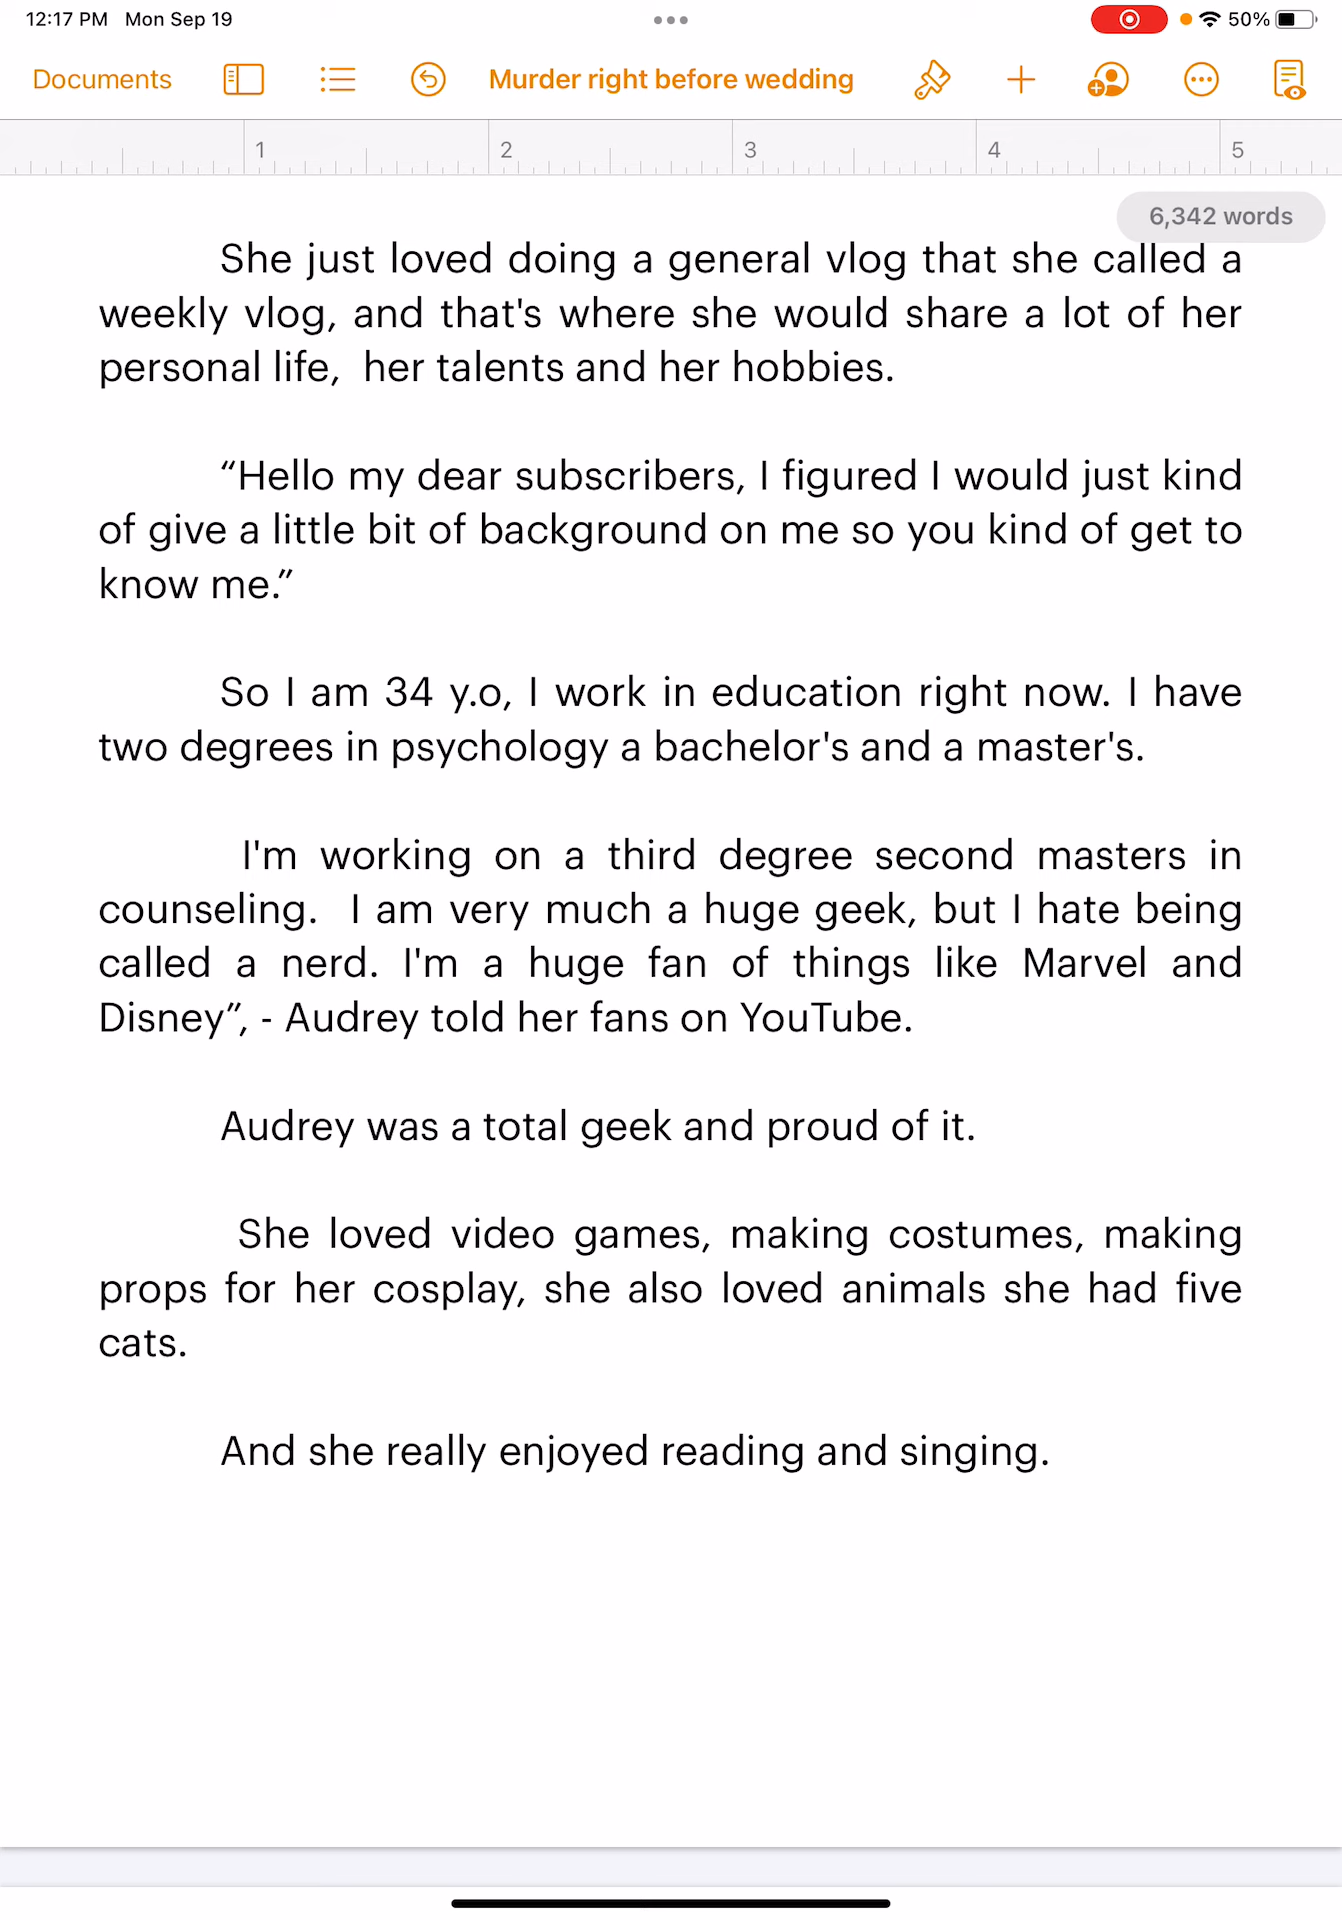 12:17 PM Mon Sep 19
50%
Documents
Murder right before wedding
1 2 3 4 5
6,342 words
She just loved doing a general vlog that she called a
weekly vlog, and that's where she would share a lot of her
personal life,  her talents and her hobbies.
“Hello my dear subscribers, I figured I would just kind
of give a little bit of background on me so you kind of get to
know me.”
So I am 34 y.o, I work in education right now. I have
two degrees in psychology a bachelor's and a master's.
I'm working on a third degree second masters in
counseling.  I am very much a huge geek, but I hate being
called a nerd. I'm a huge fan of things like Marvel and
Disney”, - Audrey told her fans on YouTube.
Audrey was a total geek and proud of it.
She loved video games, making costumes, making
props for her cosplay, she also loved animals she had five
cats.
And she really enjoyed reading and singing.